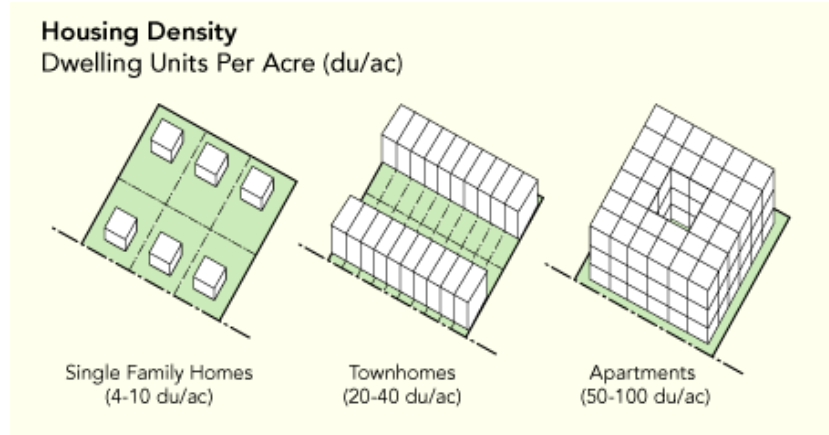 Housing Density
Dwelling Units Per Acre (du/ac)
Single Family Homes
(4-10 du/ac)
Townhomes
(20-40 du/ac)
Apartments
(50-100 du/ac)